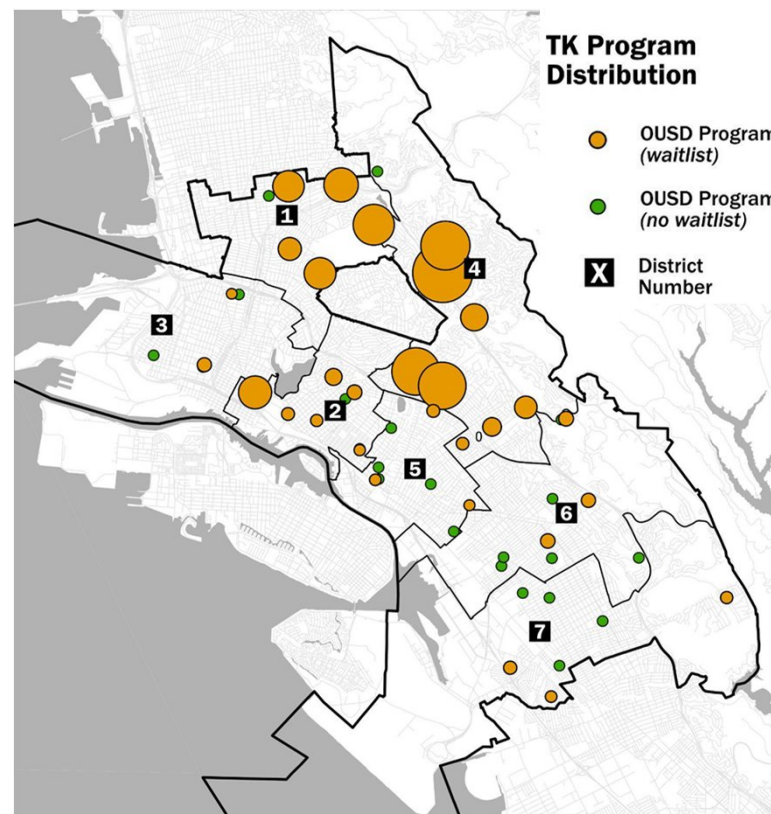 TK Program
Distribution
OUSD Program
(waitlist)
OUSD Program
(no waitlist)
X District
Number
1
4
3
2
5
6
7